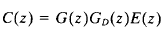 C(z) = G(z)G_D(z)E(z)